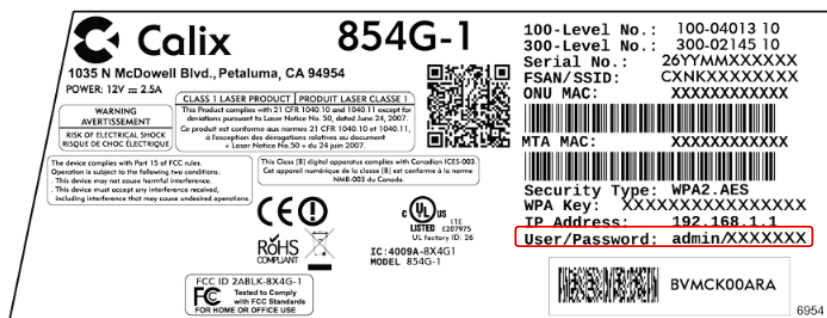 Calix
854G-1
1035 N McDowell Blvd., Petaluma, CA 94954
POWER: 12V ⎓ 2.5A
WARNING
AVERTISSEMENT
RISK OF ELECTRICAL SHOCK
RISQUE DE CHOC ÉLECTRIQUE
CLASS 1 LASER PRODUCT | PRODUIT LASER CLASSE 1
This Product complies with 21 CFR 1040.10 and 1040.11 except for
deviations pursuant to Laser Notice No. 50, dated June 24, 2007.
Ce produit est conforme aux normes 21 CFR 1040.10 et 1040.11,
à l'exception des dérogations relatives au document
« Laser Notice No.50 » du 24 juin 2007.
The device complies with Part 15 of FCC rules.
Operation is subject to the following two conditions:
. This device may not cause harmful interference.
. This device must accept any interference received,
including interference that may cause undesired operations.
This Class [B] digital apparatus complies with Canadian ICES-003.
Cet appareil numérique de la classe [B] est conforme à la norme
NMB-003 du Canada.
CE
RoHS
COMPLIANT
C UL US
LISTED
I.T.E.
E207975
UL factory ID: 26
IC: 4009A-8X4G1
MODEL 854G-1
FCC ID 2ABLK-8X4G-1
FC Tested to Comply
with FCC Standards
FOR HOME OR OFFICE USE
100-Level No.: 100-04013 10
300-Level No.: 300-02145 10
Serial No.: 26YYMMXXXXXX
FSAN/SSID: CXNKXXXXXXXX
ONU MAC: XXXXXXXXXXXX
MTA MAC: XXXXXXXXXXXX
Security Type: WPA2.AES
WPA Key: XXXXXXXXXXXXXXXX
IP Address: 192.168.1.1
User/Password: admin/XXXXXXX
BVMCK00ARA
6954